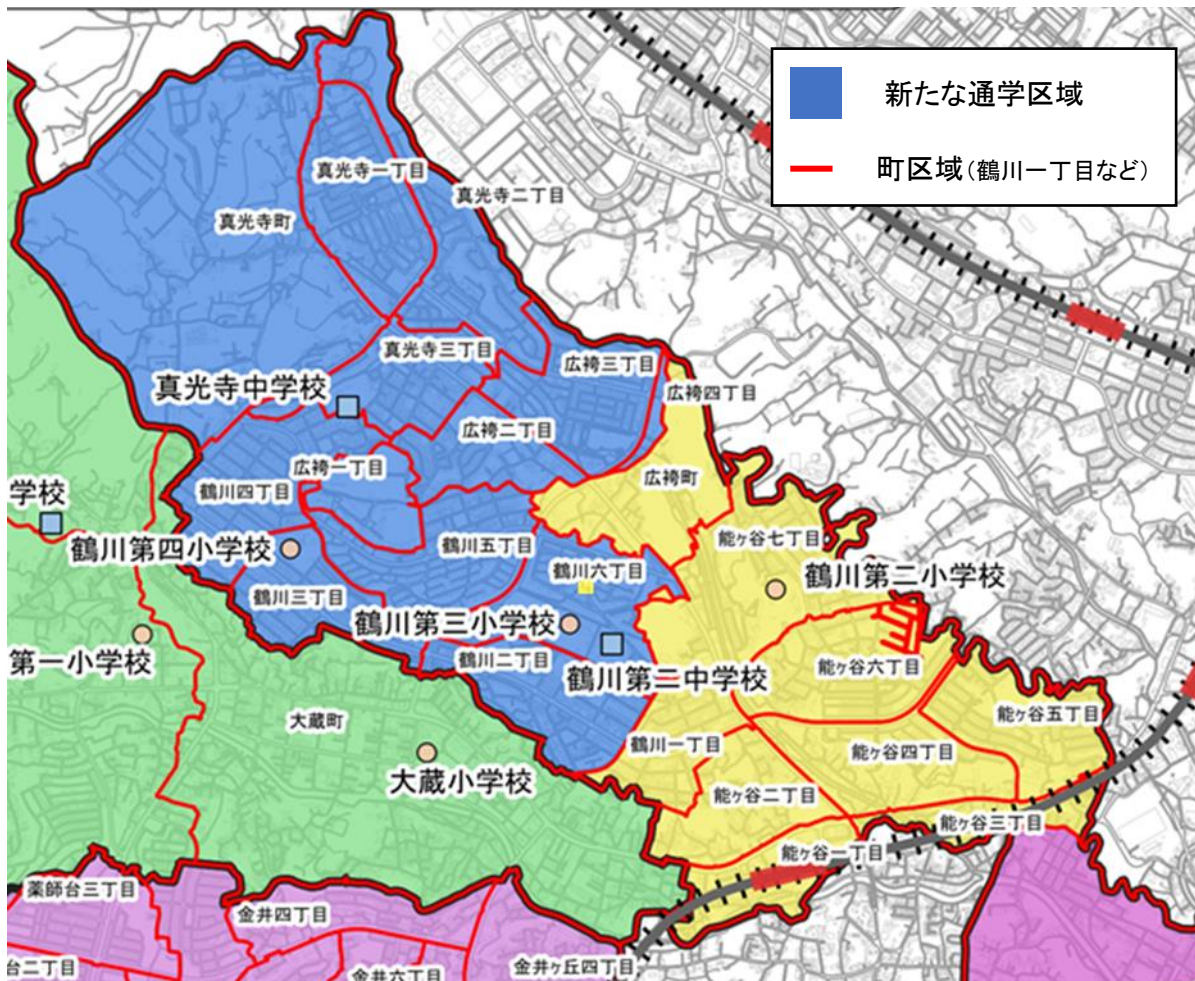 新たな通学区域
町区域(鶴川一丁目など)
真光寺一丁目
真光寺二丁目
真光寺町
真光寺三丁目
広袴三丁目
真光寺中学校
広袴四丁目
広袴二丁目
広袴一丁目
広袴町
学校
鶴川四丁目
能ヶ谷七丁目
鶴川第四小学校
鶴川五丁目
鶴川六丁目
鶴川第二小学校
鶴川三丁目
鶴川第三小学校
第一小学校
鶴川二丁目
鶴川第二中学校
能ヶ谷六丁目
大蔵町
能ヶ谷五丁目
鶴川一丁目
能ヶ谷四丁目
大蔵小学校
能ヶ谷二丁目
能ヶ谷三丁目
能ヶ谷一丁目
薬師台三丁目
金井四丁目
台二丁目
金井六丁目
金井ヶ丘四丁目